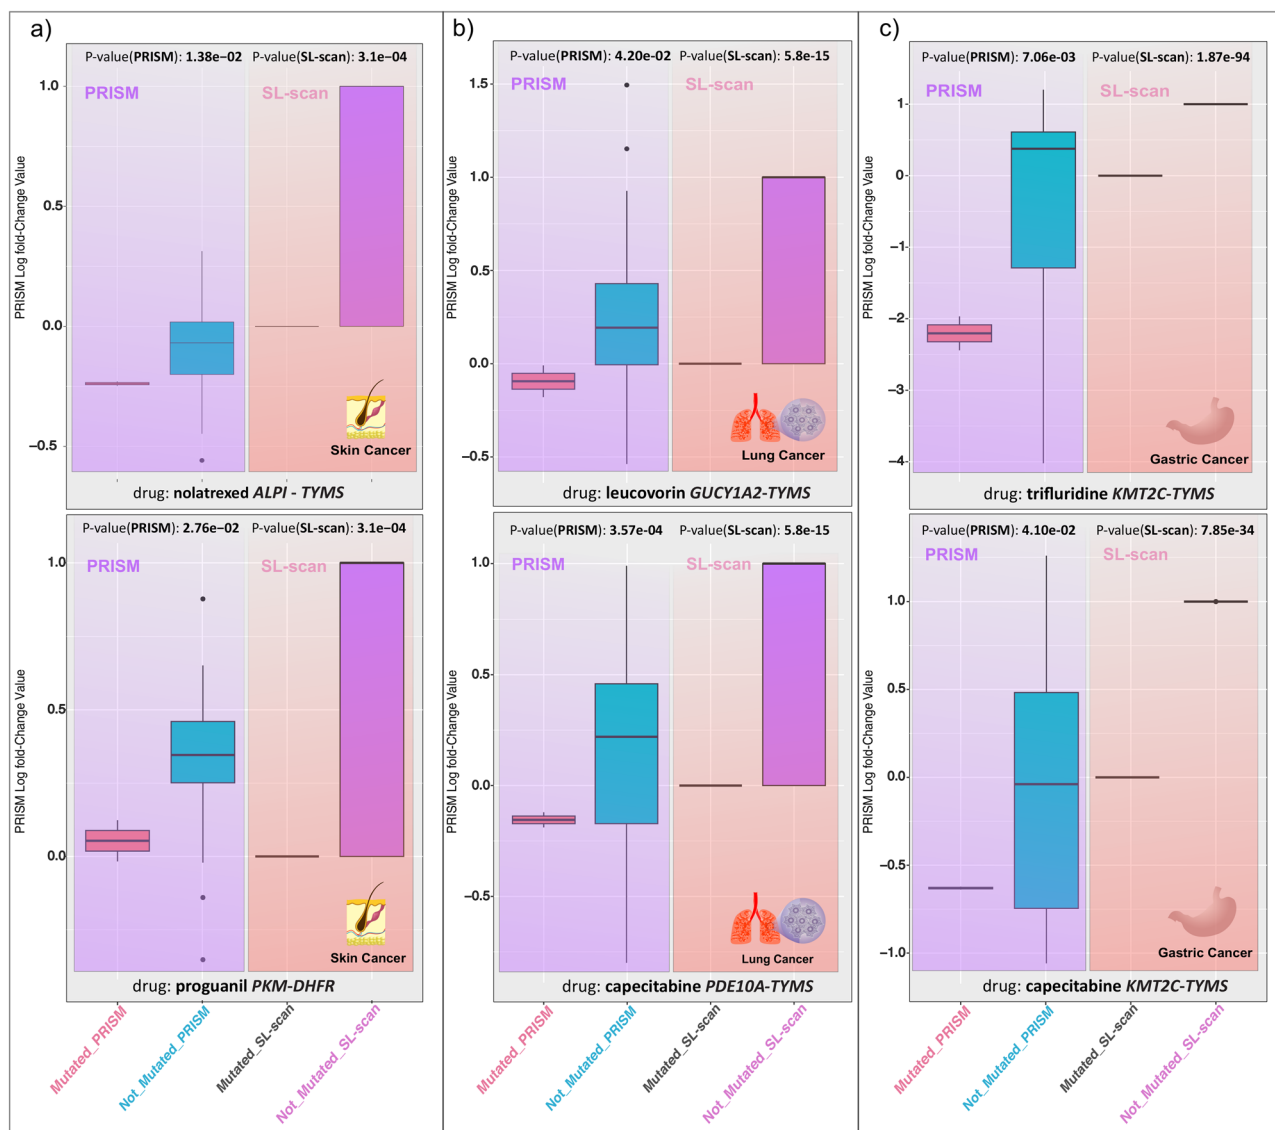 a)
P-value(PRISM): 1.38e−02 P-value(SL-scan): 3.1e−04
PRISM SL-scan
PRISM Log fold-Change Value
1.0
0.5
0.0
−0.5
Skin Cancer
drug: nolatrexed ALPI - TYMS
P-value(PRISM): 2.76e−02 P-value(SL-scan): 3.1e−04
PRISM SL-scan
PRISM Log fold-Change Value
1.0
0.5
0.0
Skin Cancer
drug: proguanil PKM-DHFR
Mutated_PRISM
Not_Mutated_PRISM
Mutated_SL-scan
Not_Mutated_SL-scan
b)
P-value(PRISM): 4.20e-02 P-value(SL-scan): 5.8e-15
PRISM SL-scan
PRISM Log fold-Change Value
1.5
1.0
0.5
0.0
−0.5
Lung Cancer
drug: leucovorin GUCY1A2-TYMS
P-value(PRISM): 3.57e-04 P-value(SL-scan): 5.8e-15
PRISM SL-scan
PRISM Log fold-Change Value
1.0
0.5
0.0
−0.5
Lung Cancer
drug: capecitabine PDE10A-TYMS
Mutated_PRISM
Not_Mutated_PRISM
Mutated_SL-scan
Not_Mutated_SL-scan
c)
P-value(PRISM): 7.06e-03 P-value(SL-scan): 1.87e-94
PRISM SL-scan
PRISM Log fold-Change Value
1
0
−1
−2
−3
−4
Gastric Cancer
drug: trifluridine KMT2C-TYMS
P-value(PRISM): 4.10e-02 P-value(SL-scan): 7.85e-34
PRISM SL-scan
PRISM Log fold-Change Value
1.0
0.5
0.0
−0.5
−1.0
Gastric Cancer
drug: capecitabine KMT2C-TYMS
Mutated_PRISM
Not_Mutated_PRISM
Mutated_SL-scan
Not_Mutated_SL-scan